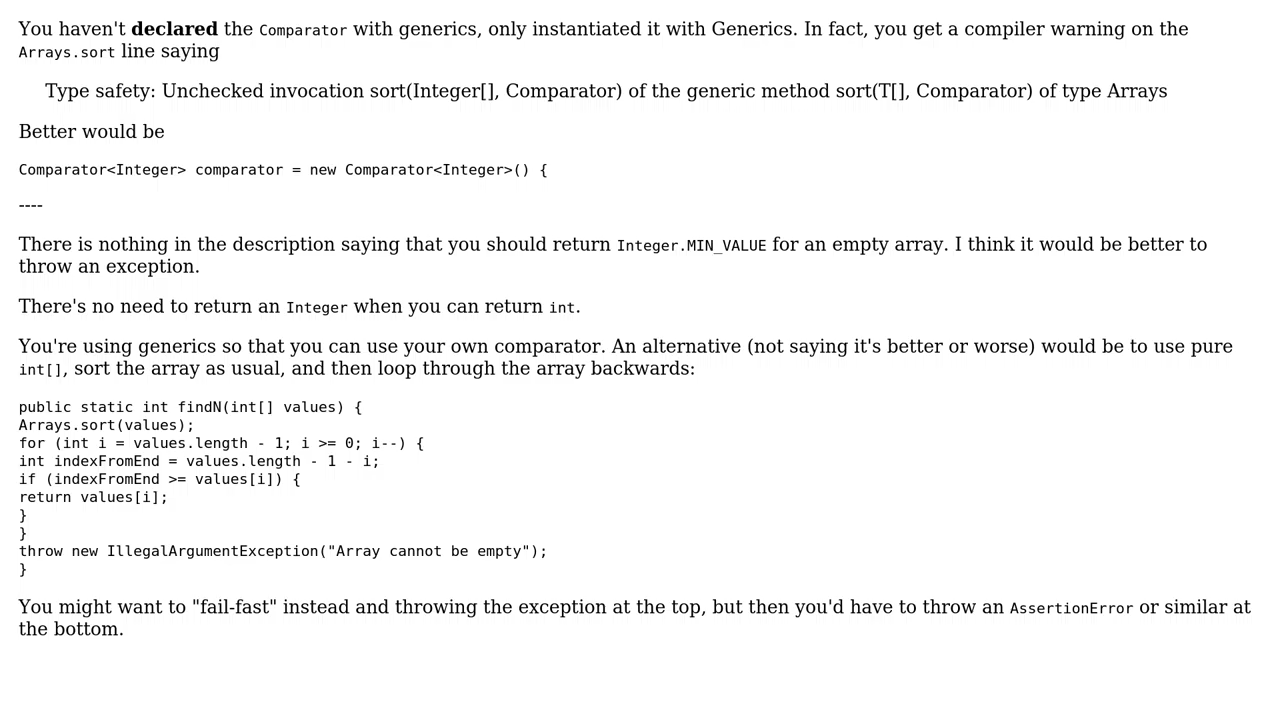 You haven't declared the Comparator with generics, only instantiated it with Generics. In fact, you get a compiler warning on the
Arrays.sort line saying
Type safety: Unchecked invocation sort(Integer[], Comparator) of the generic method sort(T[], Comparator) of type Arrays
Better would be
Comparator<Integer> comparator = new Comparator<Integer>() {
----
There is nothing in the description saying that you should return Integer.MIN_VALUE for an empty array. I think it would be better to
throw an exception.
There's no need to return an Integer when you can return int.
You're using generics so that you can use your own comparator. An alternative (not saying it's better or worse) would be to use pure
int[], sort the array as usual, and then loop through the array backwards:
public static int findN(int[] values) {
Arrays.sort(values);
for (int i = values.length - 1; i >= 0; i--) {
int indexFromEnd = values.length - 1 - i;
if (indexFromEnd >= values[i]) {
return values[i];
}
}
throw new IllegalArgumentException("Array cannot be empty");
}
You might want to "fail-fast" instead and throwing the exception at the top, but then you'd have to throw an AssertionError or similar at
the bottom.